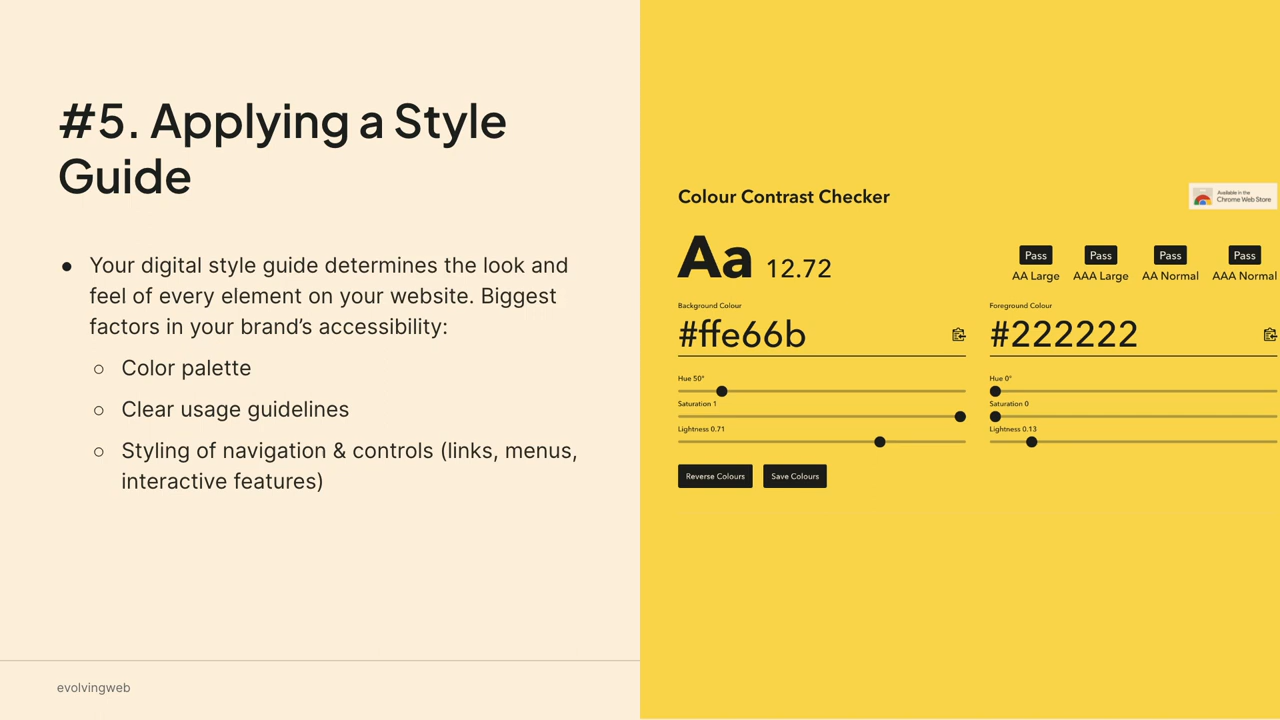 #5. Applying a Style
Guide
● Your digital style guide determines the look and
feel of every element on your website. Biggest
factors in your brand’s accessibility:
○ Color palette
○ Clear usage guidelines
○ Styling of navigation & controls (links, menus,
interactive features)
evolvingweb
Colour Contrast Checker
Available in the
Chrome Web Store
Aa 12.72
Pass Pass Pass Pass
AA Large AAA Large AA Normal AAA Normal
Background Colour Foreground Colour
#ffe66b #222222
Hue 50° Hue 0°
Saturation 1 Saturation 0
Lightness 0.71 Lightness 0.13
Reverse Colours Save Colours